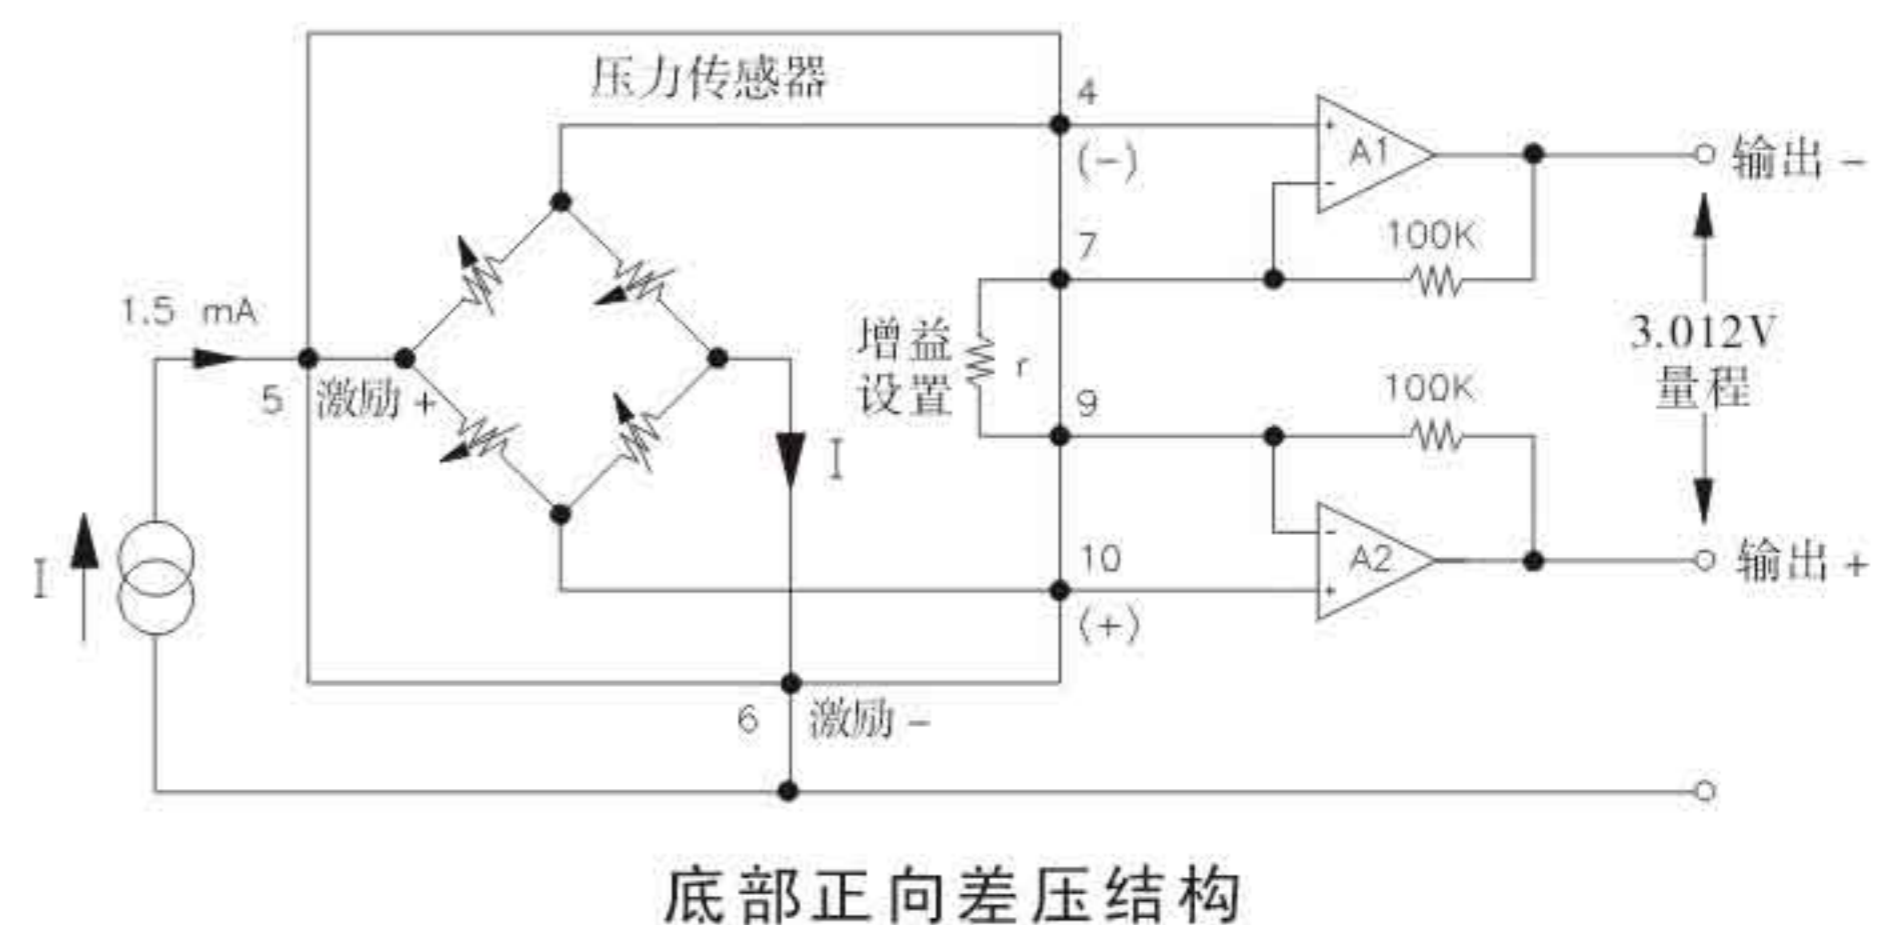 压力传感器
4
(-)
+
A1
-
输出 -
7
100K
1.5 mA
增益
设置
r
3.012V
量程
5
激励 +
9
100K
I
I
10
(+)
-
A2
+
输出 +
6
激励 -
底部正向差压结构